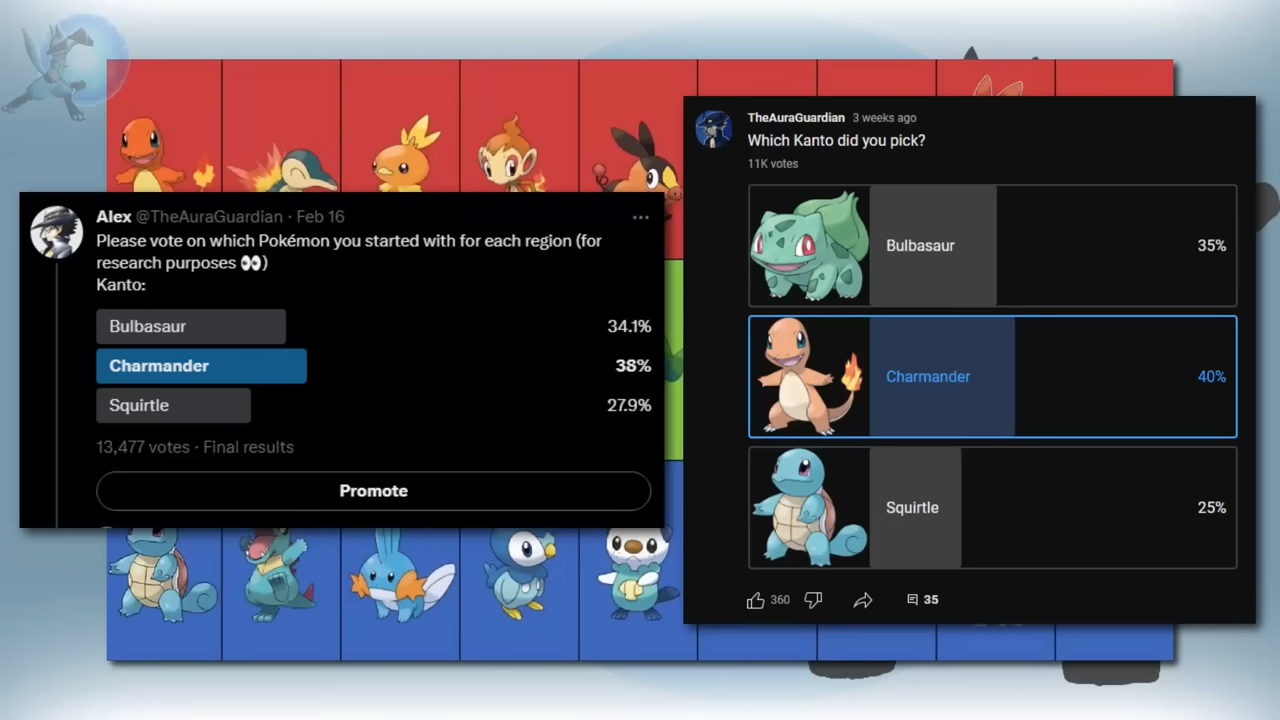 Alex @TheAuraGuardian · Feb 16
Please vote on which Pokémon you started with for each region (for
research purposes 👀)
Kanto:
Bulbasaur 34.1%
Charmander 38%
Squirtle 27.9%
13,477 votes · Final results
Promote
TheAuraGuardian 3 weeks ago
Which Kanto did you pick?
11K votes
Bulbasaur 35%
Charmander 40%
Squirtle 25%
360 35